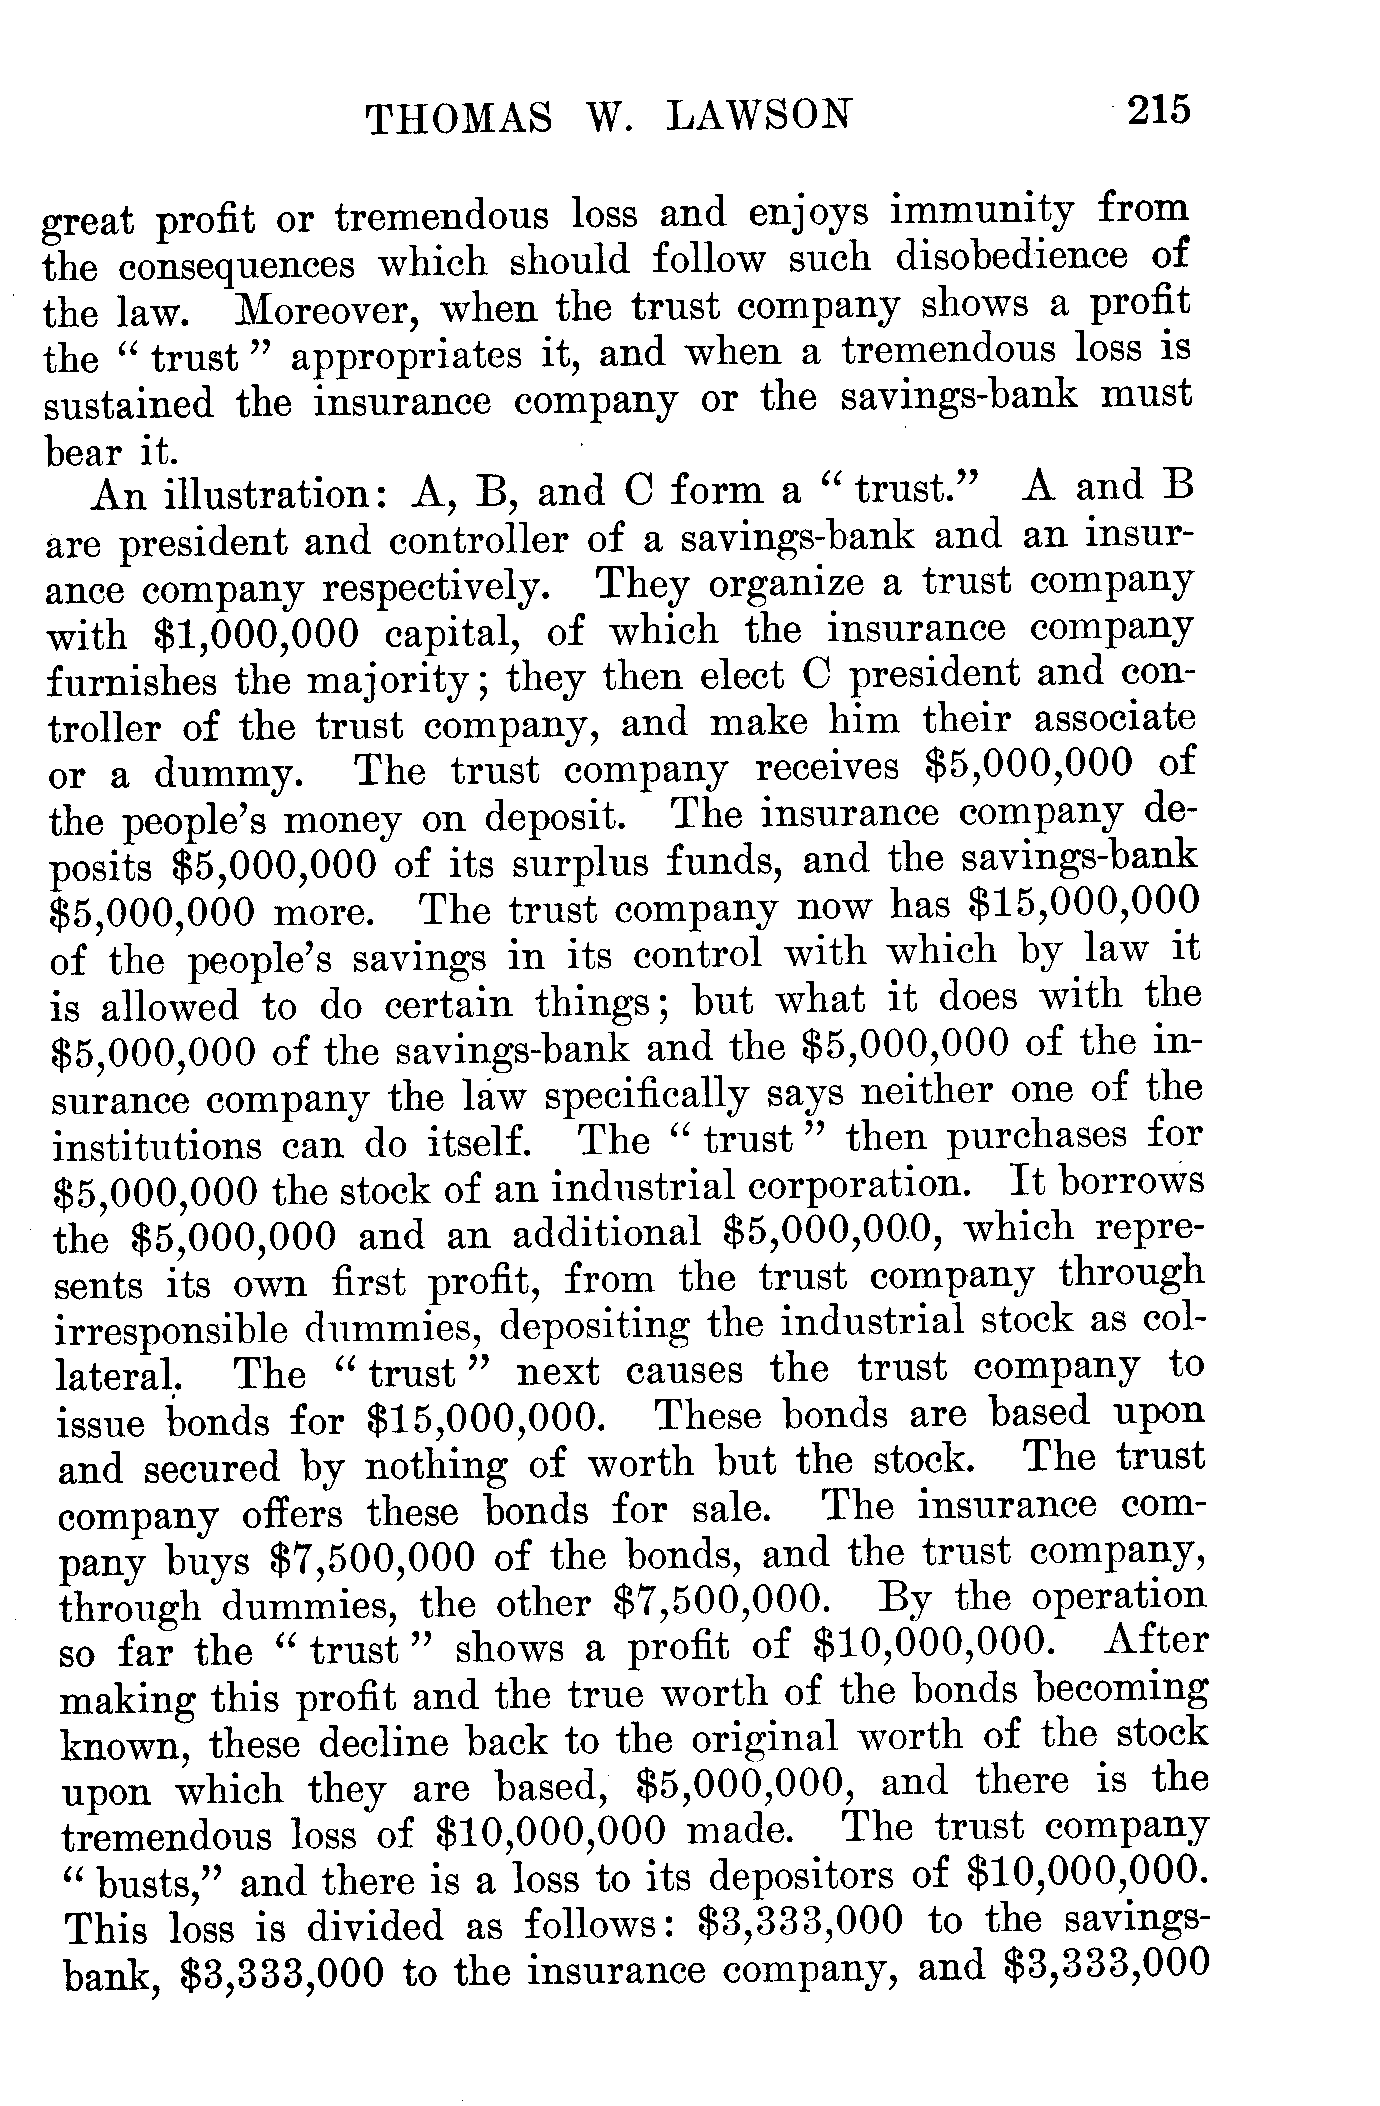 THOMAS W. LAWSON 215
great profit or tremendous loss and enjoys immunity from
the consequences which should follow such disobedience of
the law. Moreover, when the trust company shows a profit
the “ trust ” appropriates it, and when a tremendous loss is
sustained the insurance company or the savings-bank must
bear it.
An illustration: A, B, and C form a “ trust.” A and B
are president and controller of a savings-bank and an insur-
ance company respectively. They organize a trust company
with $1,000,000 capital, of which the insurance company
furnishes the majority; they then elect C president and con-
troller of the trust company, and make him their associate
or a dummy. The trust company receives $5,000,000 of
the people’s money on deposit. The insurance company de-
posits $5,000,000 of its surplus funds, and the savings-bank
$5,000,000 more. The trust company now has $15,000,000
of the people’s savings in its control with which by law it
is allowed to do certain things; but what it does with the
$5,000,000 of the savings-bank and the $5,000,000 of the in-
surance company the law specifically says neither one of the
institutions can do itself. The “ trust ” then purchases for
$5,000,000 the stock of an industrial corporation. It borrows
the $5,000,000 and an additional $5,000,000, which repre-
sents its own first profit, from the trust company through
irresponsible dummies, depositing the industrial stock as col-
lateral. The “ trust ” next causes the trust company to
issue bonds for $15,000,000. These bonds are based upon
and secured by nothing of worth but the stock. The trust
company offers these bonds for sale. The insurance com-
pany buys $7,500,000 of the bonds, and the trust company,
through dummies, the other $7,500,000. By the operation
so far the “ trust ” shows a profit of $10,000,000. After
making this profit and the true worth of the bonds becoming
known, these decline back to the original worth of the stock
upon which they are based, $5,000,000, and there is the
tremendous loss of $10,000,000 made. The trust company
“ busts,” and there is a loss to its depositors of $10,000,000.
This loss is divided as follows: $3,333,000 to the savings-
bank, $3,333,000 to the insurance company, and $3,333,000